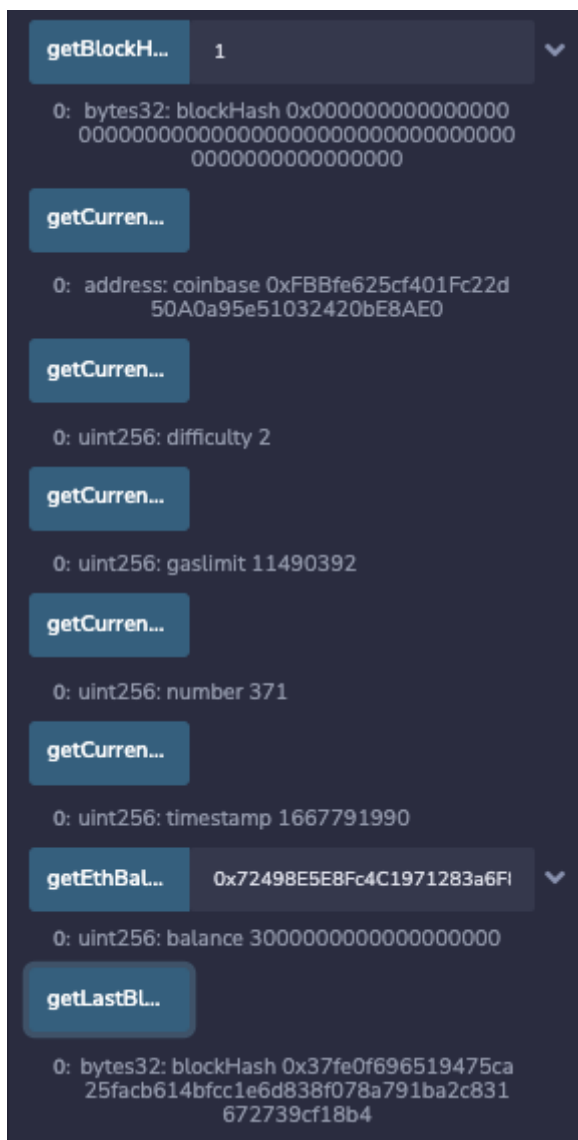 getBlockH... 1
0: bytes32: blockHash 0x000000000000000
00000000000000000000000000000000
0000000000000000
getCurren...
0: address: coinbase 0xFBBfe625cf401Fc22d
50A0a95e51032420bE8AE0
getCurren...
0: uint256: difficulty 2
getCurren...
0: uint256: gaslimit 11490392
getCurren...
0: uint256: number 371
getCurren...
0: uint256: timestamp 1667791990
getEthBal... 0x72498E5E8Fc4C1971283a6F
0: uint256: balance 3000000000000000000
getLastBl...
0: bytes32: blockHash 0x37fe0f696519475ca
25facb614bfcc1e6d838f078a791ba2c831
672739cf18b4